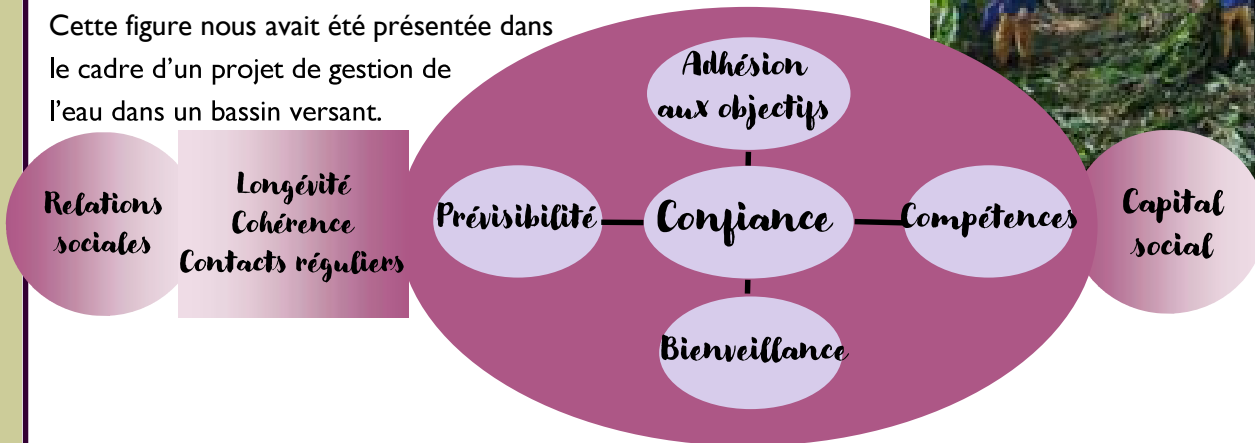 Cette figure nous avait été présentée dans
le cadre d’un projet de gestion de
l’eau dans un bassin versant.
Relations
sociales
Longévité
Cohérence
Contacts réguliers
Adhésion
aux objectifs
Prévisibilité
Confiance
Compétences
Bienveillance
Capital
social